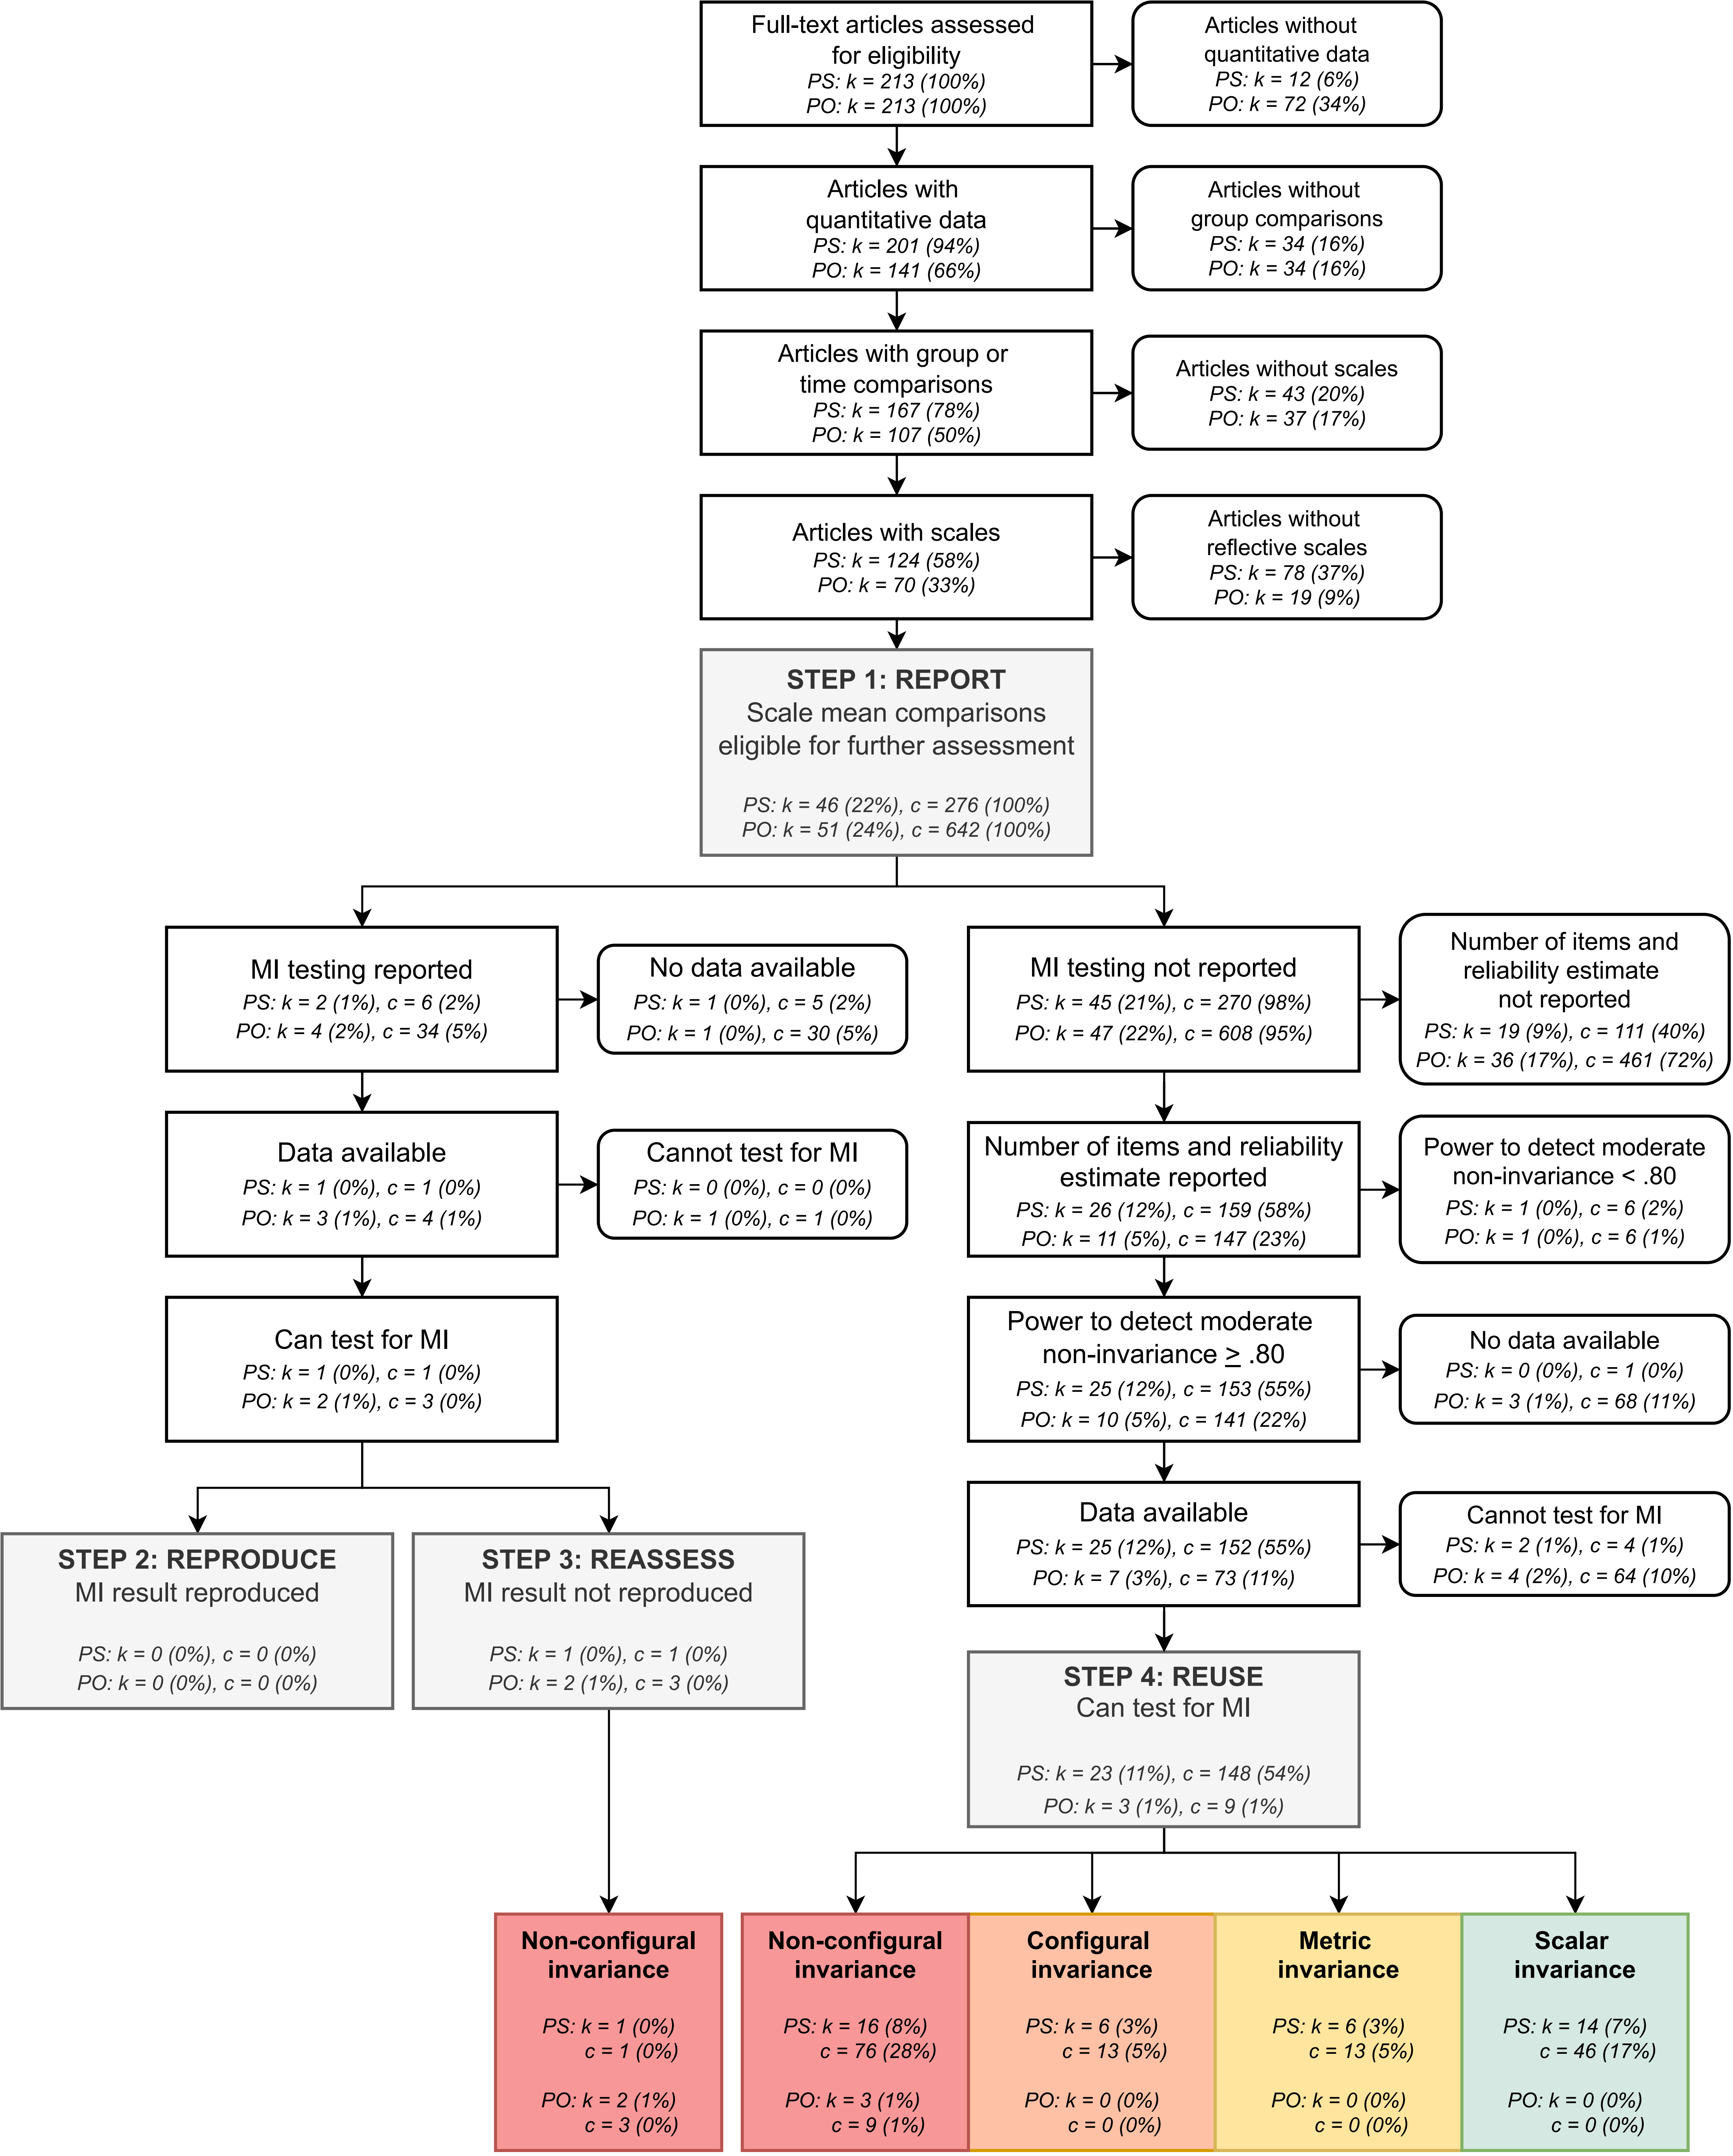 Full-text articles assessed
for eligibility
PS: k = 213 (100%)
PO: k = 213 (100%)
Articles without
quantitative data
PS: k = 12 (6%)
PO: k = 72 (34%)
Articles with
quantitative data
PS: k = 201 (94%)
PO: k = 141 (66%)
Articles without
group comparisons
PS: k = 34 (16%)
PO: k = 34 (16%)
Articles with group or
time comparisons
PS: k = 167 (78%)
PO: k = 107 (50%)
Articles without scales
PS: k = 43 (20%)
PO: k = 37 (17%)
Articles with scales
PS: k = 124 (58%)
PO: k = 70 (33%)
Articles without
reflective scales
PS: k = 78 (37%)
PO: k = 19 (9%)
STEP 1: REPORT
Scale mean comparisons
eligible for further assessment
PS: k = 46 (22%), c = 276 (100%)
PO: k = 51 (24%), c = 642 (100%)
MI testing reported
PS: k = 2 (1%), c = 6 (2%)
PO: k = 4 (2%), c = 34 (5%)
No data available
PS: k = 1 (0%), c = 5 (2%)
PO: k = 1 (0%), c = 30 (5%)
MI testing not reported
PS: k = 45 (21%), c = 270 (98%)
PO: k = 47 (22%), c = 608 (95%)
Number of items and
reliability estimate
not reported
PS: k = 19 (9%), c = 111 (40%)
PO: k = 36 (17%), c = 461 (72%)
Data available
PS: k = 1 (0%), c = 1 (0%)
PO: k = 3 (1%), c = 4 (1%)
Cannot test for MI
PS: k = 0 (0%), c = 0 (0%)
PO: k = 1 (0%), c = 1 (0%)
Number of items and reliability
estimate reported
PS: k = 26 (12%), c = 159 (58%)
PO: k = 11 (5%), c = 147 (23%)
Power to detect moderate
non-invariance < .80
PS: k = 1 (0%), c = 6 (2%)
PO: k = 1 (0%), c = 6 (1%)
Can test for MI
PS: k = 1 (0%), c = 1 (0%)
PO: k = 2 (1%), c = 3 (0%)
Power to detect moderate
non-invariance ≥ .80
PS: k = 25 (12%), c = 153 (55%)
PO: k = 10 (5%), c = 141 (22%)
No data available
PS: k = 0 (0%), c = 1 (0%)
PO: k = 3 (1%), c = 68 (11%)
Data available
PS: k = 25 (12%), c = 152 (55%)
PO: k = 7 (3%), c = 73 (11%)
Cannot test for MI
PS: k = 2 (1%), c = 4 (1%)
PO: k = 4 (2%), c = 64 (10%)
STEP 2: REPRODUCE
MI result reproduced
PS: k = 0 (0%), c = 0 (0%)
PO: k = 0 (0%), c = 0 (0%)
STEP 3: REASSESS
MI result not reproduced
PS: k = 1 (0%), c = 1 (0%)
PO: k = 2 (1%), c = 3 (0%)
STEP 4: REUSE
Can test for MI
PS: k = 23 (11%), c = 148 (54%)
PO: k = 3 (1%), c = 9 (1%)
Non-configural
invariance
PS: k = 1 (0%)
c = 1 (0%)
PO: k = 2 (1%)
c = 3 (0%)
Non-configural
invariance
PS: k = 16 (8%)
c = 76 (28%)
PO: k = 3 (1%)
c = 9 (1%)
Configural
invariance
PS: k = 6 (3%)
c = 13 (5%)
PO: k = 0 (0%)
c = 0 (0%)
Metric
invariance
PS: k = 6 (3%)
c = 13 (5%)
PO: k = 0 (0%)
c = 0 (0%)
Scalar
invariance
PS: k = 14 (7%)
c = 46 (17%)
PO: k = 0 (0%)
c = 0 (0%)